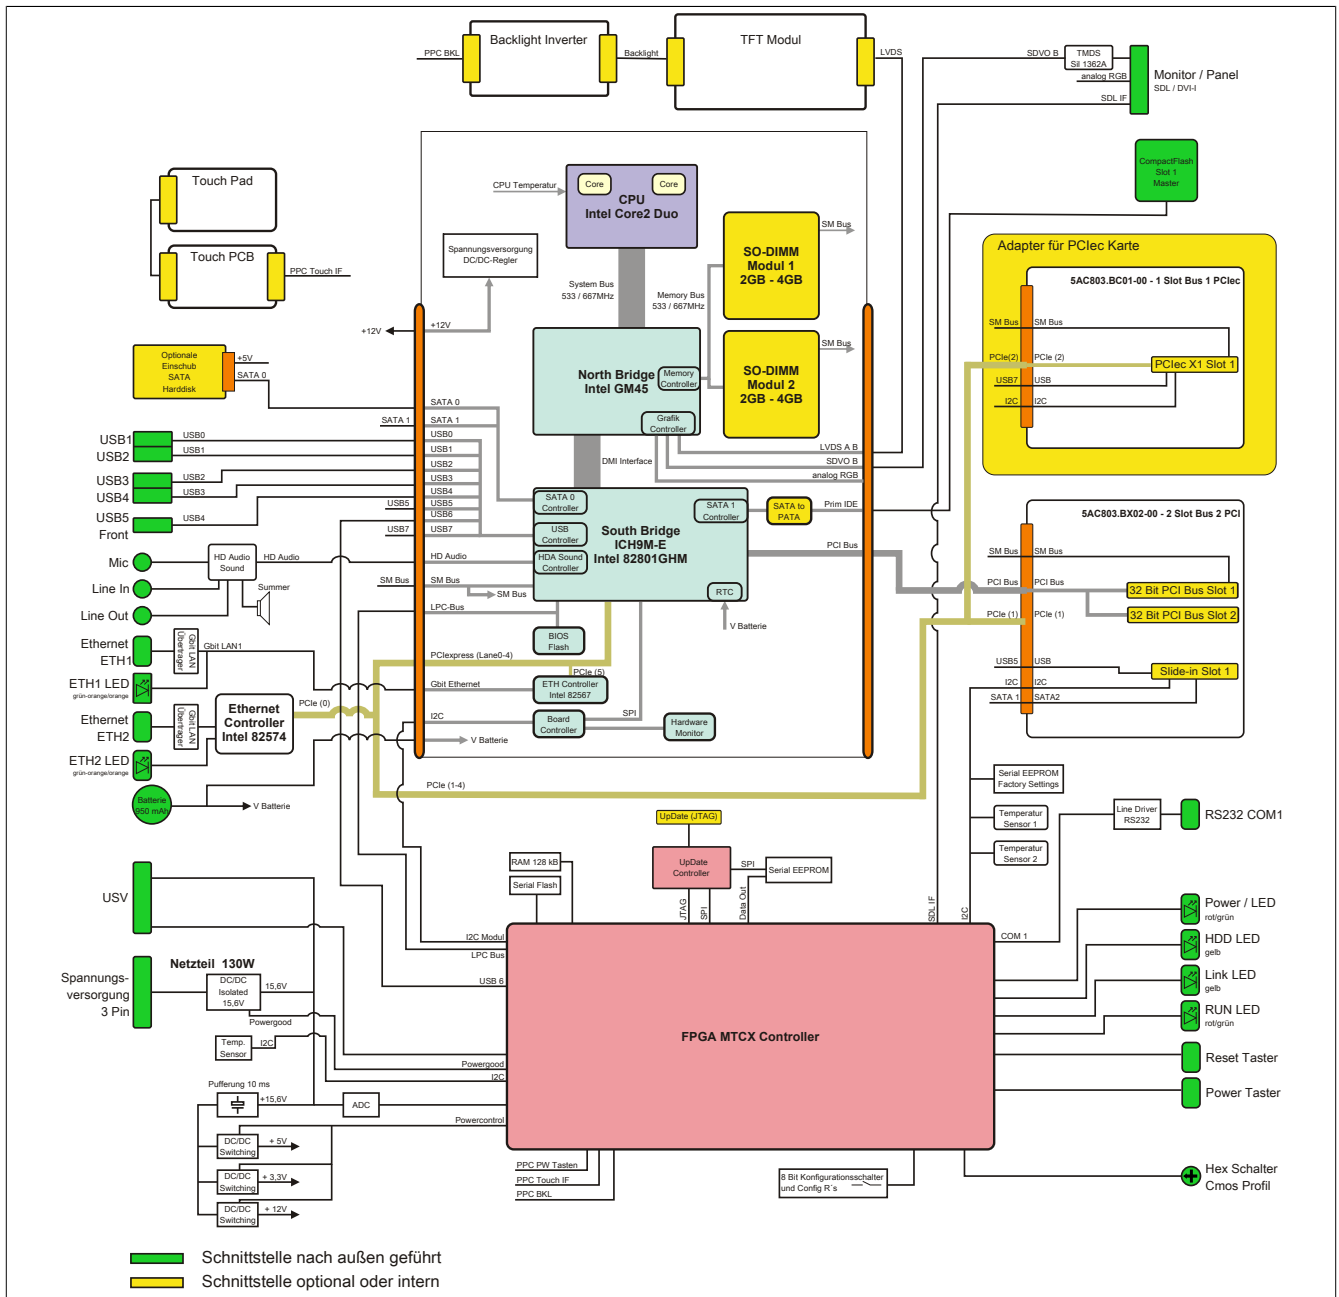 PPC BKL
Backlight Inverter
Backlight
TFT Modul
LVDS
SDVO B
TMDS
Sil 1362A
analog RGB
SDL IF
Monitor / Panel
SDL / DVI-I
CompactFlash
Slot 1
Master
Touch Pad
Touch PCB
PPC Touch IF
CPU Temperatur
Core
Core
CPU
Intel Core2 Duo
Spannungsversorgung
DC/DC-Regler
System Bus
533 / 667MHz
Memory Bus
533 / 667MHz
SO-DIMM
Modul 1
2GB - 4GB
SM Bus
SO-DIMM
Modul 2
2GB - 4GB
SM Bus
Adapter für PCIec Karte
5AC803.BC01-00 - 1 Slot Bus 1 PCIec
SM Bus
SM Bus
PCIe(2)
PCIe (2)
PCIec X1 Slot 1
USB7
USB
I2C
I2C
+12V
+12V
North Bridge
Intel GM45
Memory
Controller
Grafik
Controller
Optionale
Einschub
SATA
Harddisk
+5V
SATA 0
SATA 0
SATA 1
SATA 1
USB1
USB2
USB0
USB1
USB3
USB4
USB2
USB3
USB5
Front
USB4
USB0
USB1
USB2
USB3
USB4
USB5
USB5
USB6
USB7
USB7
DMI Interface
LVDS A B
SDVO B
analog RGB
SATA 0
Controller
USB
Controller
HDA Sound
Controller
South Bridge
ICH9M-E
Intel 82801GHM
SATA 1
Controller
SATA to
PATA
Prim IDE
PCI Bus
RTC
V Batterie
5AC803.BX02-00 - 2 Slot Bus 2 PCI
SM Bus
SM Bus
PCI Bus
PCI Bus
32 Bit PCI Bus Slot 1
32 Bit PCI Bus Slot 2
PCIe (1)
PCIe (1)
USB5
USB
Slide-in Slot 1
I2C
I2C
SATA 1
SATA2
Mic
Line In
Line Out
HD Audio
Sound
HD Audio
Summer
HD Audio
SM Bus
SM Bus
SM Bus
LPC-Bus
BIOS
Flash
PCIexpress (Lane0-4)
PCIe (5)
Gbit Ethernet
ETH Controller
Intel 82567
I2C
Board
Controller
SPI
Hardware
Monitor
V Batterie
Ethernet
ETH1
Gbit LAN
Übertrager
Gbit LAN1
ETH1 LED
grün-orange/orange
Ethernet
ETH2
Gbit LAN
Übertrager
ETH2 LED
grün-orange/orange
Ethernet
Controller
Intel 82574
PCIe (0)
Batterie
950 mAh
V Batterie
PCIe (1-4)
Serial EEPROM
Factory Settings
Temperatur
Sensor 1
Temperatur
Sensor 2
Line Driver
RS232
RS232 COM1
UpDate (JTAG)
UpDate
Controller
SPI
Serial EEPROM
RAM 128 kB
Serial Flash
JTAG
SPI
Data Out
SDL IF
I2C
USV
I2C Modul
LPC Bus
USB 6
COM 1
Power / LED
rot/grün
HDD LED
gelb
Link LED
gelb
RUN LED
rot/grün
Reset Taster
Power Taster
Spannungs-
versorgung
3 Pin
Netzteil 130W
DC/DC
Isolated
15,6V
15,6V
Powergood
Temp.
Sensor
I2C
Powergood
I2C
FPGA MTCX Controller
Pufferung 10 ms
+15,6V
ADC
Powercontrol
DC/DC
Switching
+ 5V
DC/DC
Switching
+ 3,3V
DC/DC
Switching
+ 12V
PPC PW Tasten
PPC Touch IF
PPC BKL
8 Bit Konfigurationsschalter
und Config R´s
Hex Schalter
Cmos Profil
Schnittstelle nach außen geführt
Schnittstelle optional oder intern